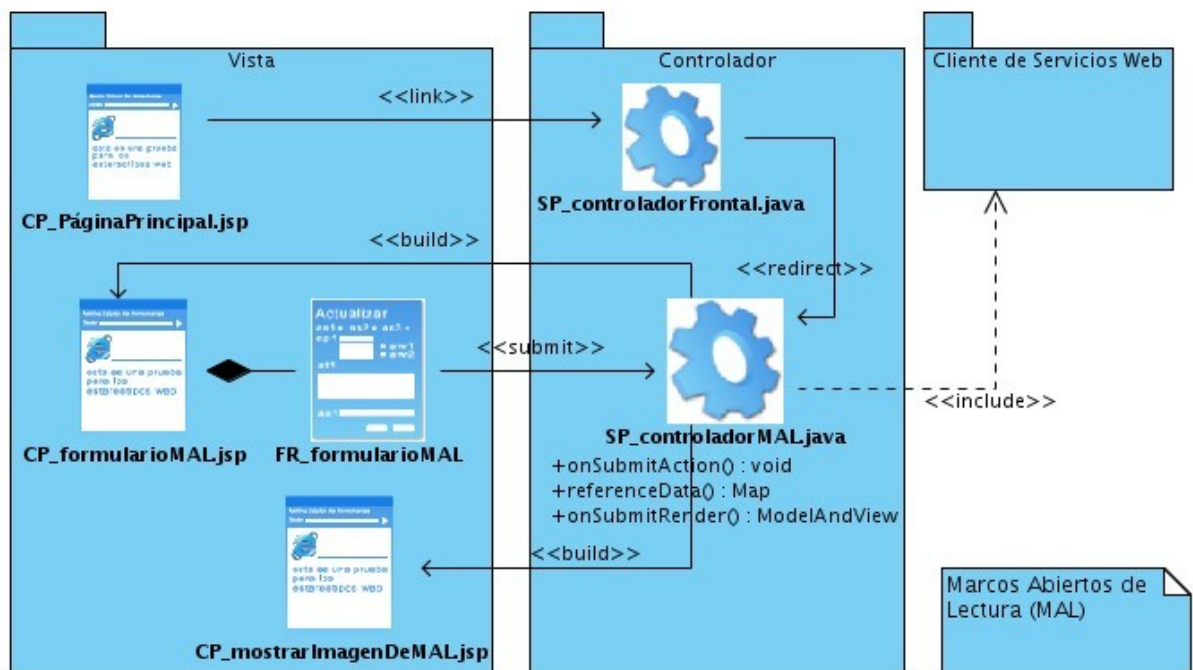 Vista
Controlador
Cliente de Servicios Web
<<link>>
CP_PáginaPrincipal.jsp
SP_controladorFrontal.java
<<build>>
<<redirect>>
Actualizar
<<submit>>
<<include>>
CP_formularioMAL.jsp
FR_formularioMAL
SP_controladorMAL.java
+onSubmitAction() : void
+referenceData() : Map
+onSubmitRender() : ModelAndView
<<build>>
CP_mostrarImagenDeMAL.jsp
Marcos Abiertos de
Lectura (MAL)